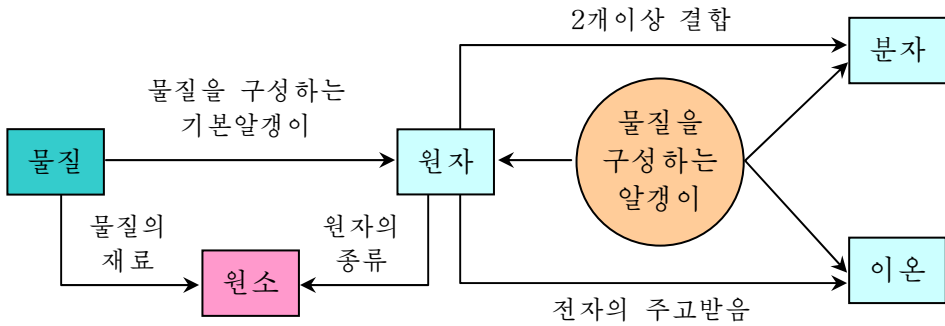 2개이상 결합
분자
물질을 구성하는
기본알갱이
물질
원자
물질을
구성하는
알갱이
물질의
재료
원자의
종류
원소
이온
전자의 주고받음